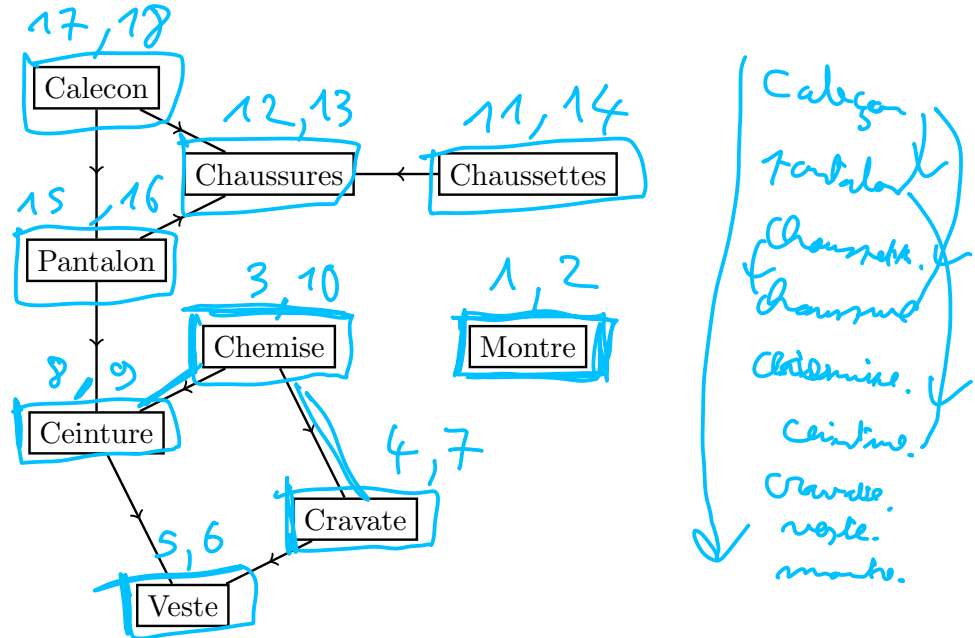 17,18
Calecon
12,13
11,14
Chaussures
Chaussettes
15,16
Pantalon
3,10
1,2
Chemise
Montre
8,9
Ceinture
4,7
Cravate
5,6
Veste
Caleçon
Pantalon
Chaussette.
Chaussure
Ceinture.
Cravate.
veste.
montre.